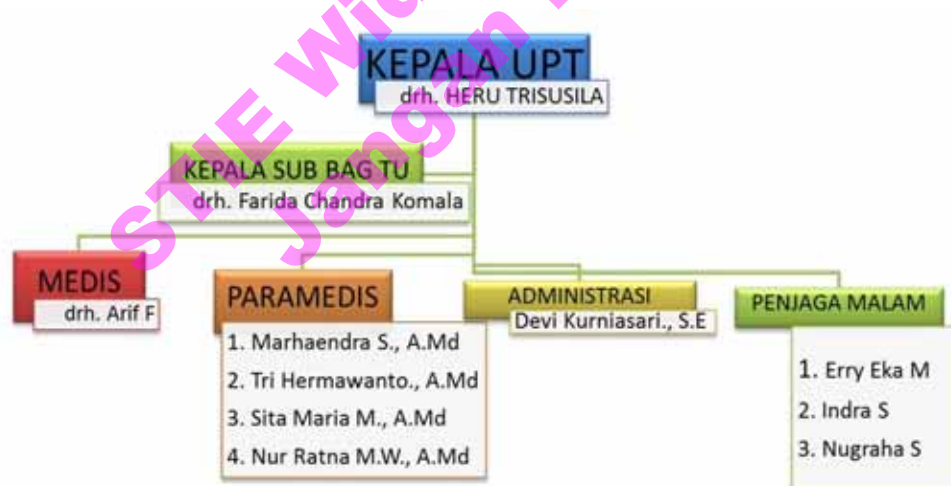 KEPALA UPT
drh. HERU TRISUSILA
KEPALA SUB BAG TU
drh. Farida Chandra Komala
MEDIS
drh. Arif F
PARAMEDIS
1. Marhaendra S., A.Md
2. Tri Hermawanto., A.Md
3. Sita Maria M., A.Md
4. Nur Ratna M.W., A.Md
ADMINISTRASI
Devi Kurniasari., S.E
PENJAGA MALAM
1. Erry Eka M
2. Indra S
3. Nugraha S
STIE Wid
Jangan